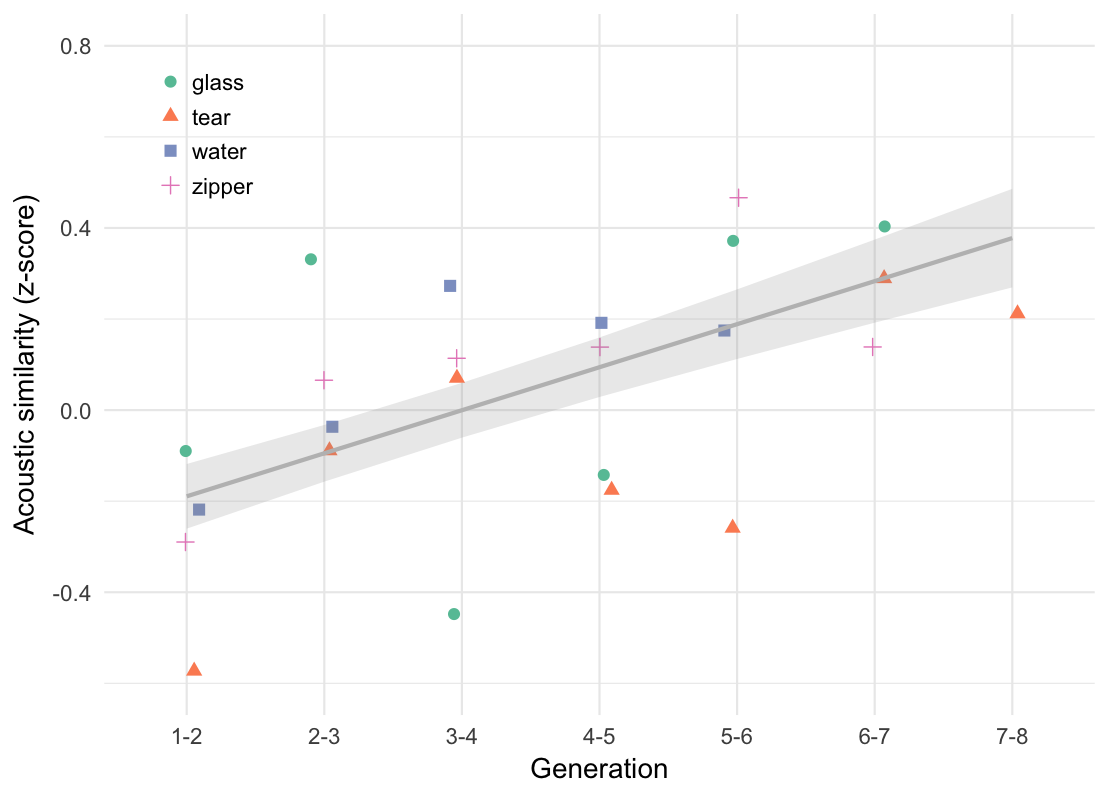 0.8
0.4
0.0
-0.4
Acoustic similarity (z-score)
glass
tear
water
zipper
1-2 2-3 3-4 4-5 5-6 6-7 7-8
Generation